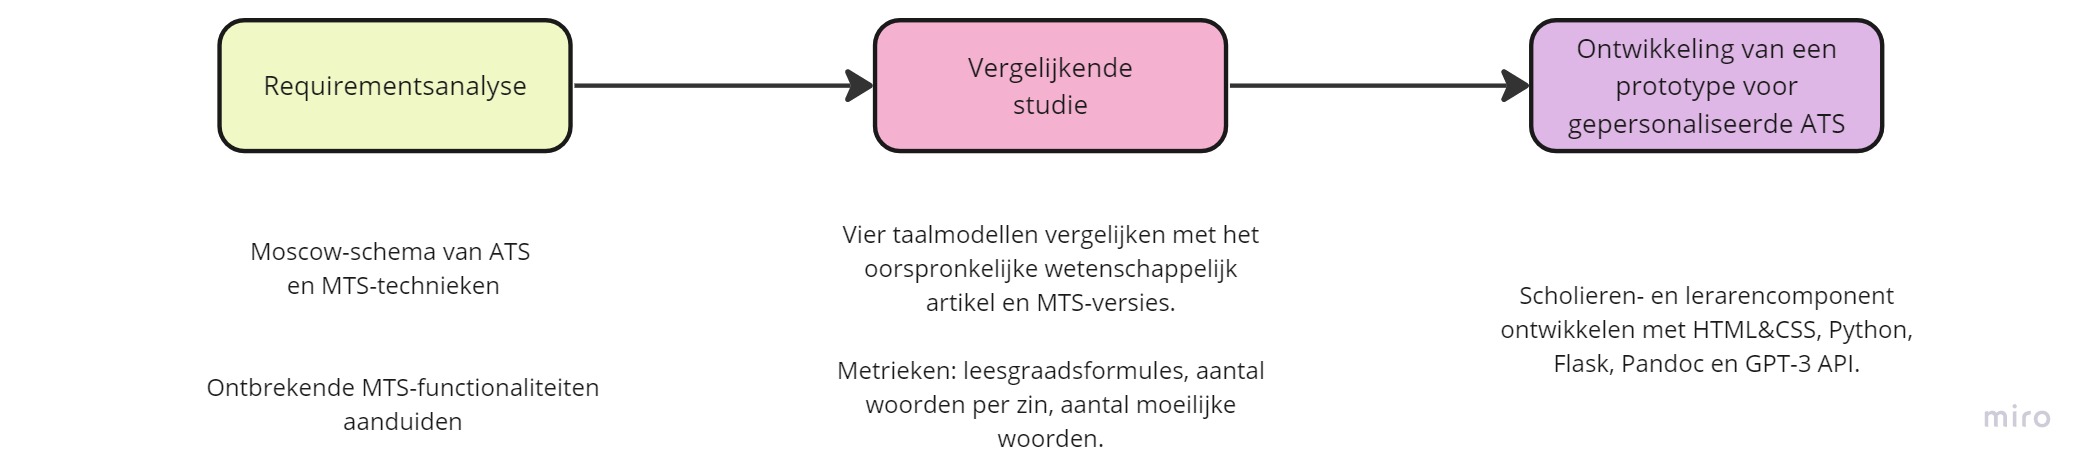 Requirementsanalyse
Vergelijkende
studie
Ontwikkeling van een
prototype voor
gepersonaliseerde ATS
Moscow-schema van ATS
en MTS-technieken
Ontbrekende MTS-functionaliteiten
aanduiden
Vier taalmodellen vergelijken met het
oorspronkelijke wetenschappelijk
artikel en MTS-versies.
Metrieken: leesgraadsformules, aantal
woorden per zin, aantal moeilijke
woorden.
Scholieren- en lerarencomponent
ontwikkelen met HTML&CSS, Python,
Flask, Pandoc en GPT-3 API.
miro